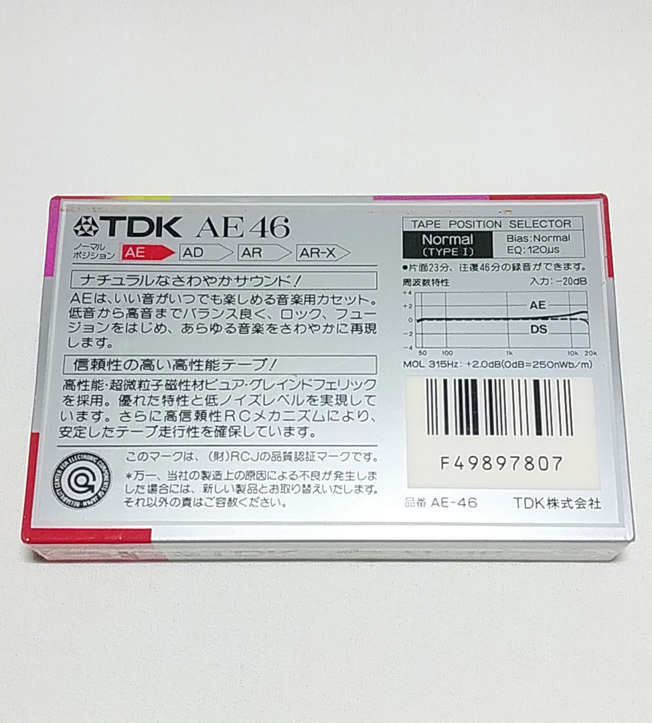 TDK AE 46
ノーマル
ポジション
AE AD AR AR-X
ナチュラルなさわやかサウンド!
AEは、いい音がいつでも楽しめる音楽用カセット。
低音から高音までバランス良く、ロック、フュー
ジョンをはじめ、あらゆる音楽をさわやかに再現
します。
信頼性の高い高性能テープ!
高性能・超微粒子磁性材ピュア・グレインドフェリック
を採用。優れた特性と低ノイズレベルを実現して
います。さらに高信頼性RCメカニズムにより、
安定したテープ走行性を確保しています。
このマークは、(財)RCJの品質認証マークです。
*万一、当社の製造上の原因による不良が発生しま
した場合には、新しい製品とお取り替えいたします。
それ以外の責はご容赦ください。
TAPE POSITION SELECTOR
Normal
(TYPE I)
Bias:Normal
EQ:120μs
●片面23分、往復46分の録音ができます。
周波数特性 入力:-20dB
+4
+2
0
-2
-4
AE
DS
50 100 1k 10k 20k
MOL 315Hz: +2.0dB(0dB=250nWb/m)
F49897807
品番 AE-46 TDK株式会社